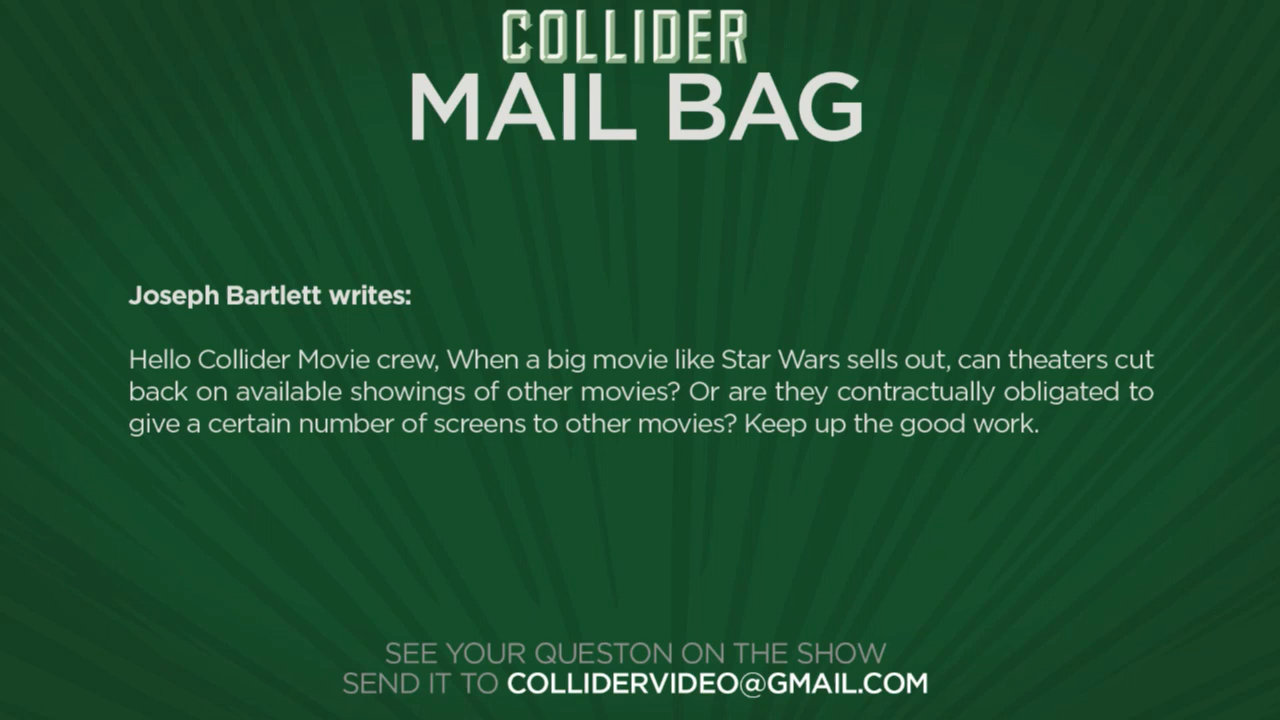 COLLIDER
MAIL BAG
Joseph Bartlett writes:
Hello Collider Movie crew, When a big movie like Star Wars sells out, can theaters cut
back on available showings of other movies? Or are they contractually obligated to
give a certain number of screens to other movies? Keep up the good work.
SEE YOUR QUESTON ON THE SHOW
SEND IT TO COLLIDERVIDEO@GMAIL.COM